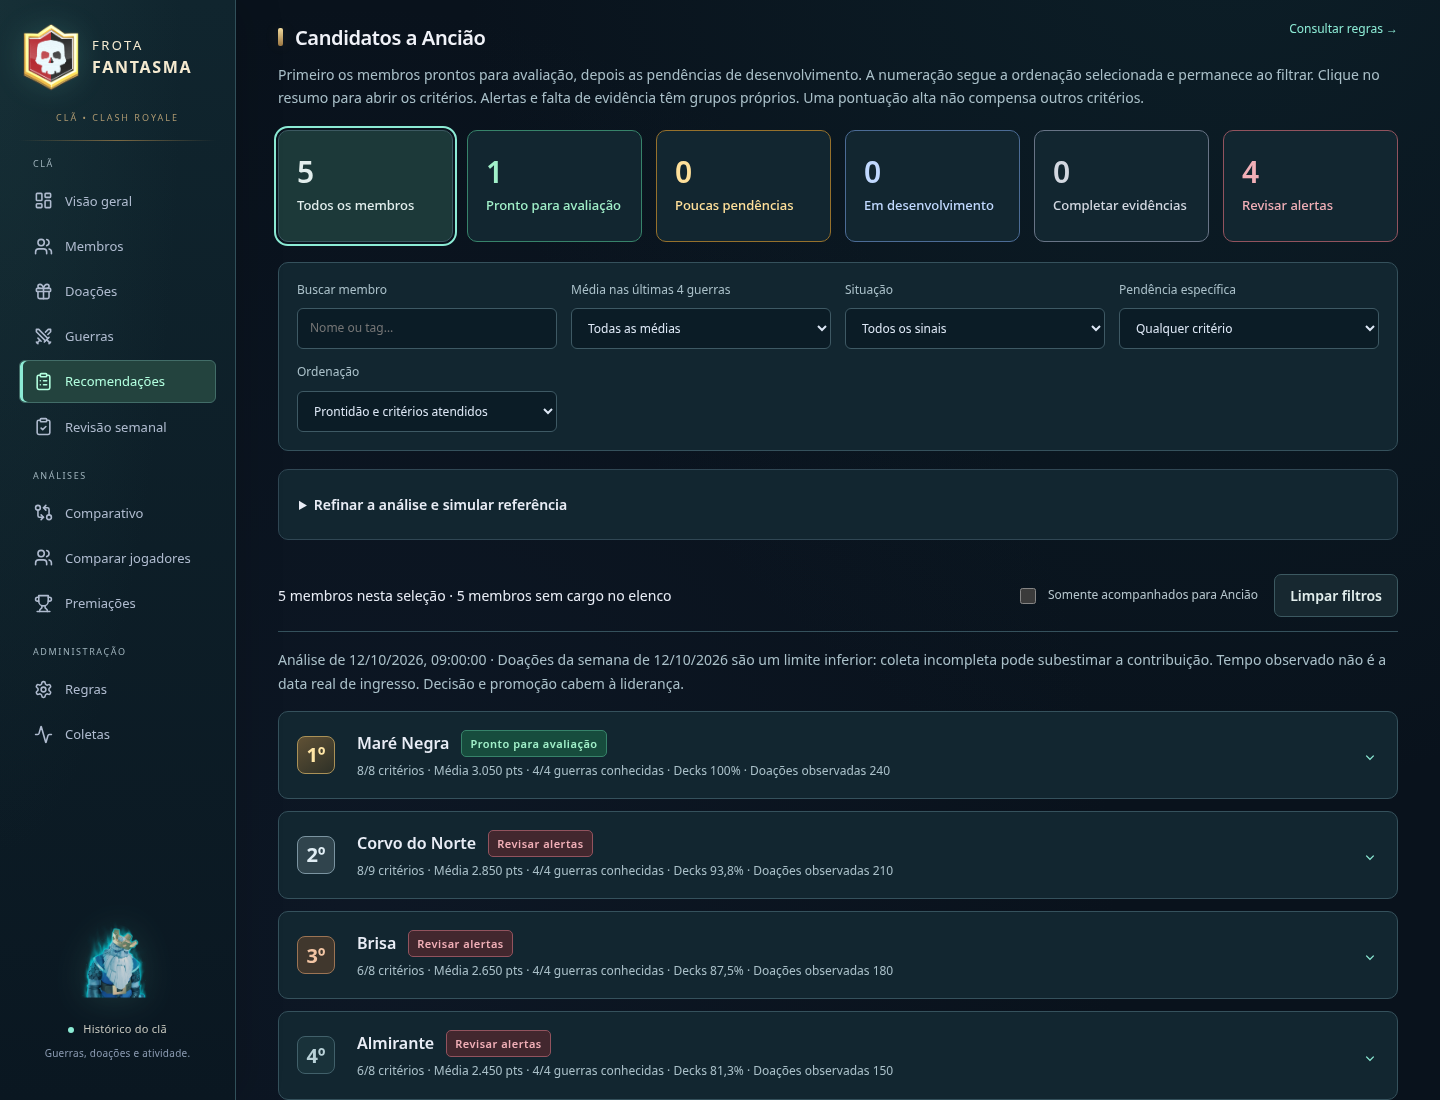 FROTA
FANTASMA
CLÃ • CLASH ROYALE
CLÃ
Visão geral
Membros
Doações
Guerras
Recomendações
Revisão semanal
ANÁLISES
Comparativo
Comparar jogadores
Premiações
ADMINISTRAÇÃO
Regras
Coletas
Histórico do clã
Guerras, doações e atividade.
Candidatos a Ancião
Consultar regras →
Primeiro os membros prontos para avaliação, depois as pendências de desenvolvimento. A numeração segue a ordenação selecionada e permanece ao filtrar. Clique no
resumo para abrir os critérios. Alertas e falta de evidência têm grupos próprios. Uma pontuação alta não compensa outros critérios.
5
Todos os membros
1
Pronto para avaliação
0
Poucas pendências
0
Em desenvolvimento
0
Completar evidências
4
Revisar alertas
Buscar membro
Nome ou tag...
Média nas últimas 4 guerras
Todas as médias
Situação
Todos os sinais
Pendência específica
Qualquer critério
Ordenação
Prontidão e critérios atendidos
Refinar a análise e simular referência
5 membros nesta seleção · 5 membros sem cargo no elenco
Somente acompanhados para Ancião
Limpar filtros
Análise de 12/10/2026, 09:00:00 · Doações da semana de 12/10/2026 são um limite inferior: coleta incompleta pode subestimar a contribuição. Tempo observado não é a
data real de ingresso. Decisão e promoção cabem à liderança.
1º
Maré Negra Pronto para avaliação
8/8 critérios · Média 3.050 pts · 4/4 guerras conhecidas · Decks 100% · Doações observadas 240
2º
Corvo do Norte Revisar alertas
8/9 critérios · Média 2.850 pts · 4/4 guerras conhecidas · Decks 93,8% · Doações observadas 210
3º
Brisa Revisar alertas
6/8 critérios · Média 2.650 pts · 4/4 guerras conhecidas · Decks 87,5% · Doações observadas 180
4º
Almirante Revisar alertas
6/8 critérios · Média 2.450 pts · 4/4 guerras conhecidas · Decks 81,3% · Doações observadas 150